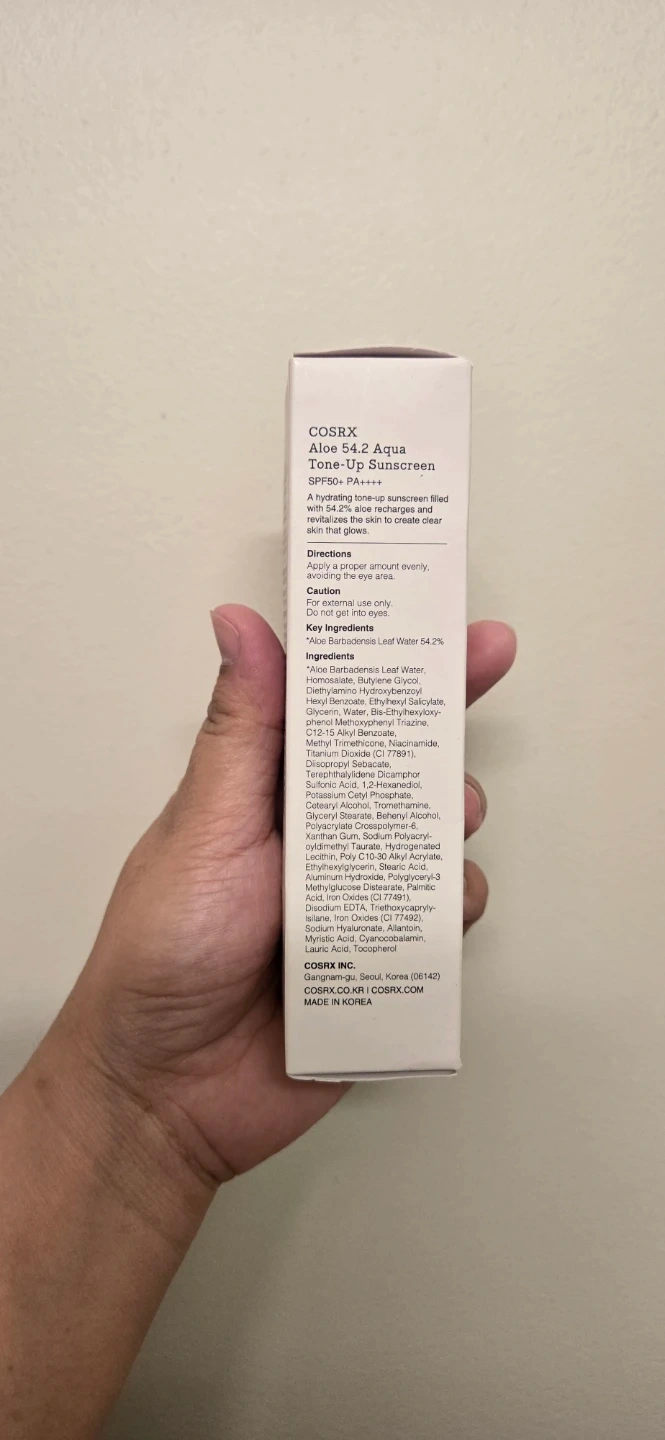 COSRX
Aloe 54.2 Aqua
Tone-Up Sunscreen
SPF50+ PA++++
A hydrating tone-up sunscreen filled
with 54.2% aloe recharges and
revitalizes the skin to create clear
skin that glows.
Directions
Apply a proper amount evenly,
avoiding the eye area.
Caution
For external use only.
Do not get into eyes.
Key Ingredients
*Aloe Barbadensis Leaf Water 54.2%
Ingredients
*Aloe Barbadensis Leaf Water,
Homosalate, Butylene Glycol,
Diethylamino Hydroxybenzoyl
Hexyl Benzoate, Ethylhexyl Salicylate,
Glycerin, Water, Bis-Ethylhexyloxy-
phenol Methoxyphenyl Triazine,
C12-15 Alkyl Benzoate,
Methyl Trimethicone, Niacinamide,
Titanium Dioxide (CI 77891),
Diisopropyl Sebacate,
Terephthalylidene Dicamphor
Sulfonic Acid, 1,2-Hexanediol,
Potassium Cetyl Phosphate,
Cetearyl Alcohol, Tromethamine,
Glyceryl Stearate, Behenyl Alcohol,
Polyacrylate Crosspolymer-6,
Xanthan Gum, Sodium Polyacryl-
oyldimethyl Taurate, Hydrogenated
Lecithin, Poly C10-30 Alkyl Acrylate,
Ethylhexylglycerin, Stearic Acid,
Aluminum Hydroxide, Polyglyceryl-3
Methylglucose Distearate, Palmitic
Acid, Iron Oxides (CI 77491),
Disodium EDTA, Triethoxycapryly-
lsilane, Iron Oxides (CI 77492),
Sodium Hyaluronate, Allantoin,
Myristic Acid, Cyanocobalamin,
Lauric Acid, Tocopherol
COSRX INC.
Gangnam-gu, Seoul, Korea (06142)
COSRX.CO.KR | COSRX.COM
MADE IN KOREA